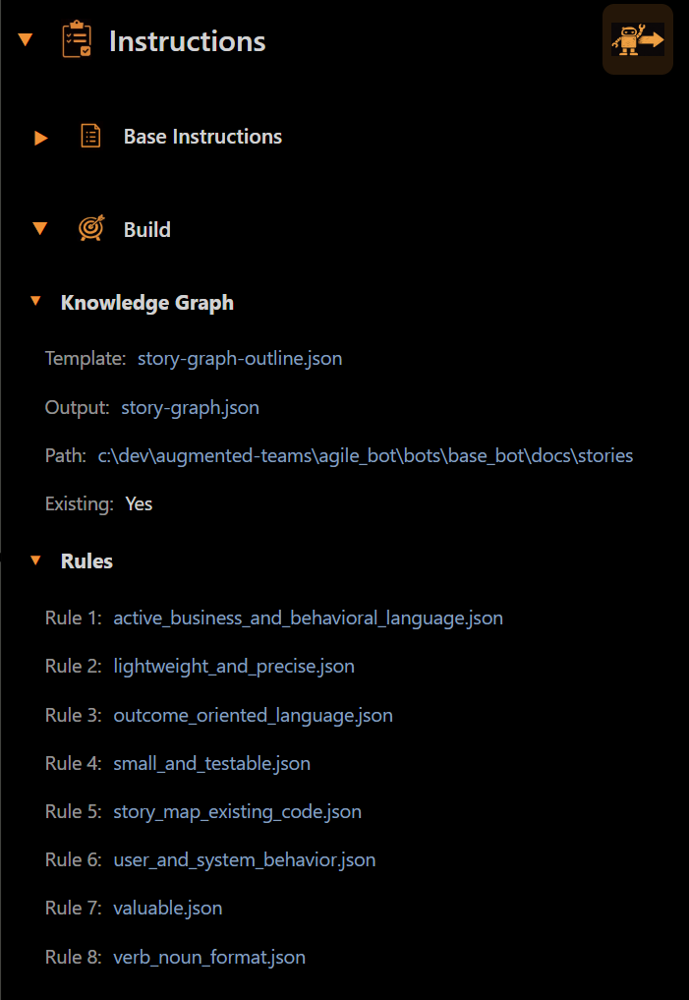 Instructions
Base Instructions
Build
Knowledge Graph
Template: story-graph-outline.json
Output: story-graph.json
Path: c:\dev\augmented-teams\agile_bot\bots\base_bot\docs\stories
Existing: Yes
Rules
Rule 1: active_business_and_behavioral_language.json
Rule 2: lightweight_and_precise.json
Rule 3: outcome_oriented_language.json
Rule 4: small_and_testable.json
Rule 5: story_map_existing_code.json
Rule 6: user_and_system_behavior.json
Rule 7: valuable.json
Rule 8: verb_noun_format.json